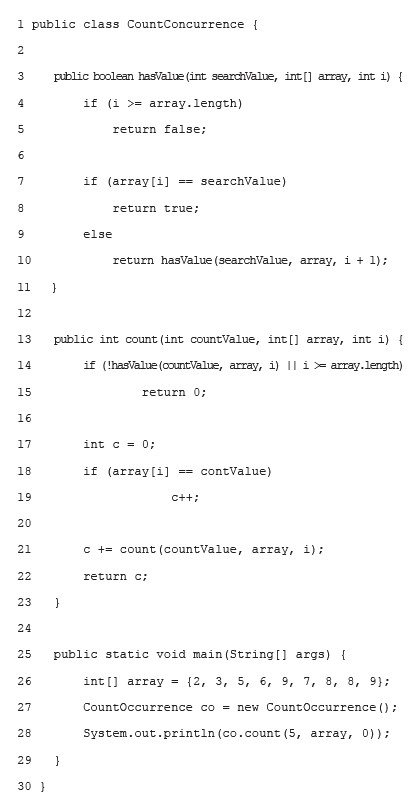 1 public class CountConcurrence {
2
3 public boolean hasValue(int searchValue, int[] array, int i) {
4 if (i >= array.length)
5 return false;
6
7 if (array[i] == searchValue)
8 return true;
9 else
10 return hasValue(searchValue, array, i + 1);
11 }
12
13 public int count(int countValue, int[] array, int i) {
14 if (!hasValue(countValue, array, i) || i >= array.length)
15 return 0;
16
17 int c = 0;
18 if (array[i] == contValue)
19 c++;
20
21 c += count(countValue, array, i);
22 return c;
23 }
24
25 public static void main(String[] args) {
26 int[] array = {2, 3, 5, 6, 9, 7, 8, 8, 9};
27 CountOccurrence co = new CountOccurrence();
28 System.out.println(co.count(5, array, 0));
29 }
30 }